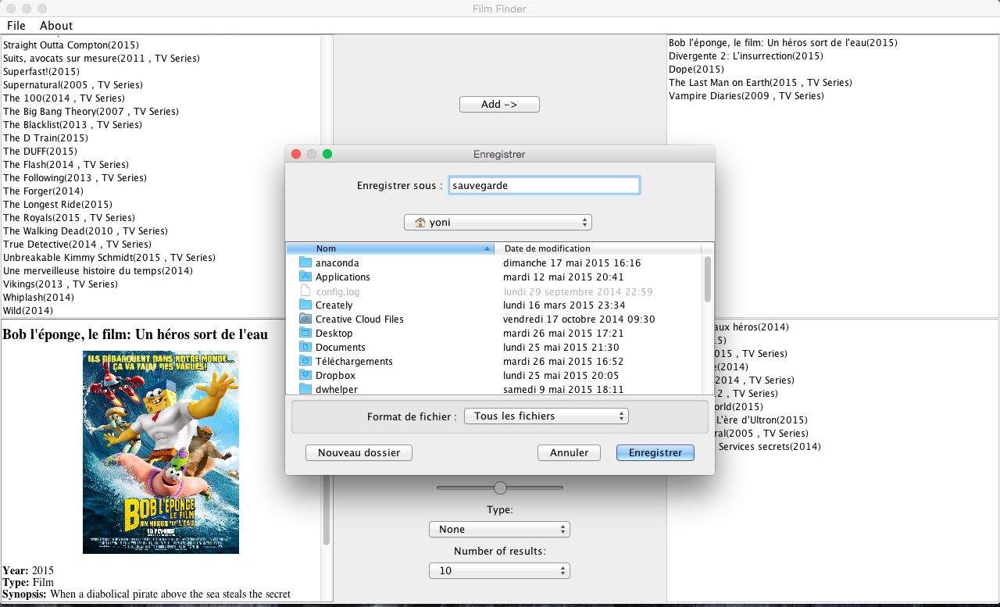 Film Finder
File About
Straight Outta Compton(2015)
Suits, avocats sur mesure(2011 , TV Series)
Superfast!(2015)
Supernatural(2005 , TV Series)
The 100(2014 , TV Series)
The Big Bang Theory(2007 , TV Series)
The Blacklist(2013 , TV Series)
The D Train(2015)
The DUFF(2015)
The Flash(2014 , TV Series)
The Following(2013 , TV Series)
The Forger(2014)
The Longest Ride(2015)
The Royals(2015 , TV Series)
The Walking Dead(2010 , TV Series)
True Detective(2014 , TV Series)
Unbreakable Kimmy Schmidt(2015 , TV Series)
Une merveilleuse histoire du temps(2014)
Vikings(2013 , TV Series)
Whiplash(2014)
Wild(2014)
Add ->
Bob l'éponge, le film: Un héros sort de l'eau(2015)
Divergente 2: L'insurrection(2015)
Dope(2015)
The Last Man on Earth(2015 , TV Series)
Vampire Diaries(2009 , TV Series)
Enregistrer
Enregistrer sous : sauvegarde
yoni
Nom Date de modification
anaconda dimanche 17 mai 2015 16:16
Applications mardi 12 mai 2015 20:41
config.log lundi 29 septembre 2014 22:59
Creately lundi 16 mars 2015 23:34
Creative Cloud Files vendredi 17 octobre 2014 09:30
Desktop mardi 26 mai 2015 17:21
Documents lundi 25 mai 2015 21:30
Téléchargements mardi 26 mai 2015 16:52
Dropbox lundi 25 mai 2015 20:05
dwhelper samedi 9 mai 2015 18:11
Format de fichier : Tous les fichiers
Nouveau dossier Annuler Enregistrer
Bob l'éponge, le film: Un héros sort de l'eau
ILS DÉBARQUENT DANS NOTRE MONDE...
ÇA VA FAIRE DES VAGUES!
BOB L'ÉPONGE
LE FILM
UN HÉROS SORT DE L'EAU
18 FÉVRIER
Year: 2015
Type: Film
Synopsis: When a diabolical pirate above the sea steals the secret
Type:
None
Number of results:
10
aux héros(2014)
5)
015 , TV Series)
e(2014)
2014 , TV Series)
2 , TV Series)
orld(2015)
L'ère d'Ultron(2015)
ral(2005 , TV Series)
Services secrets(2014)